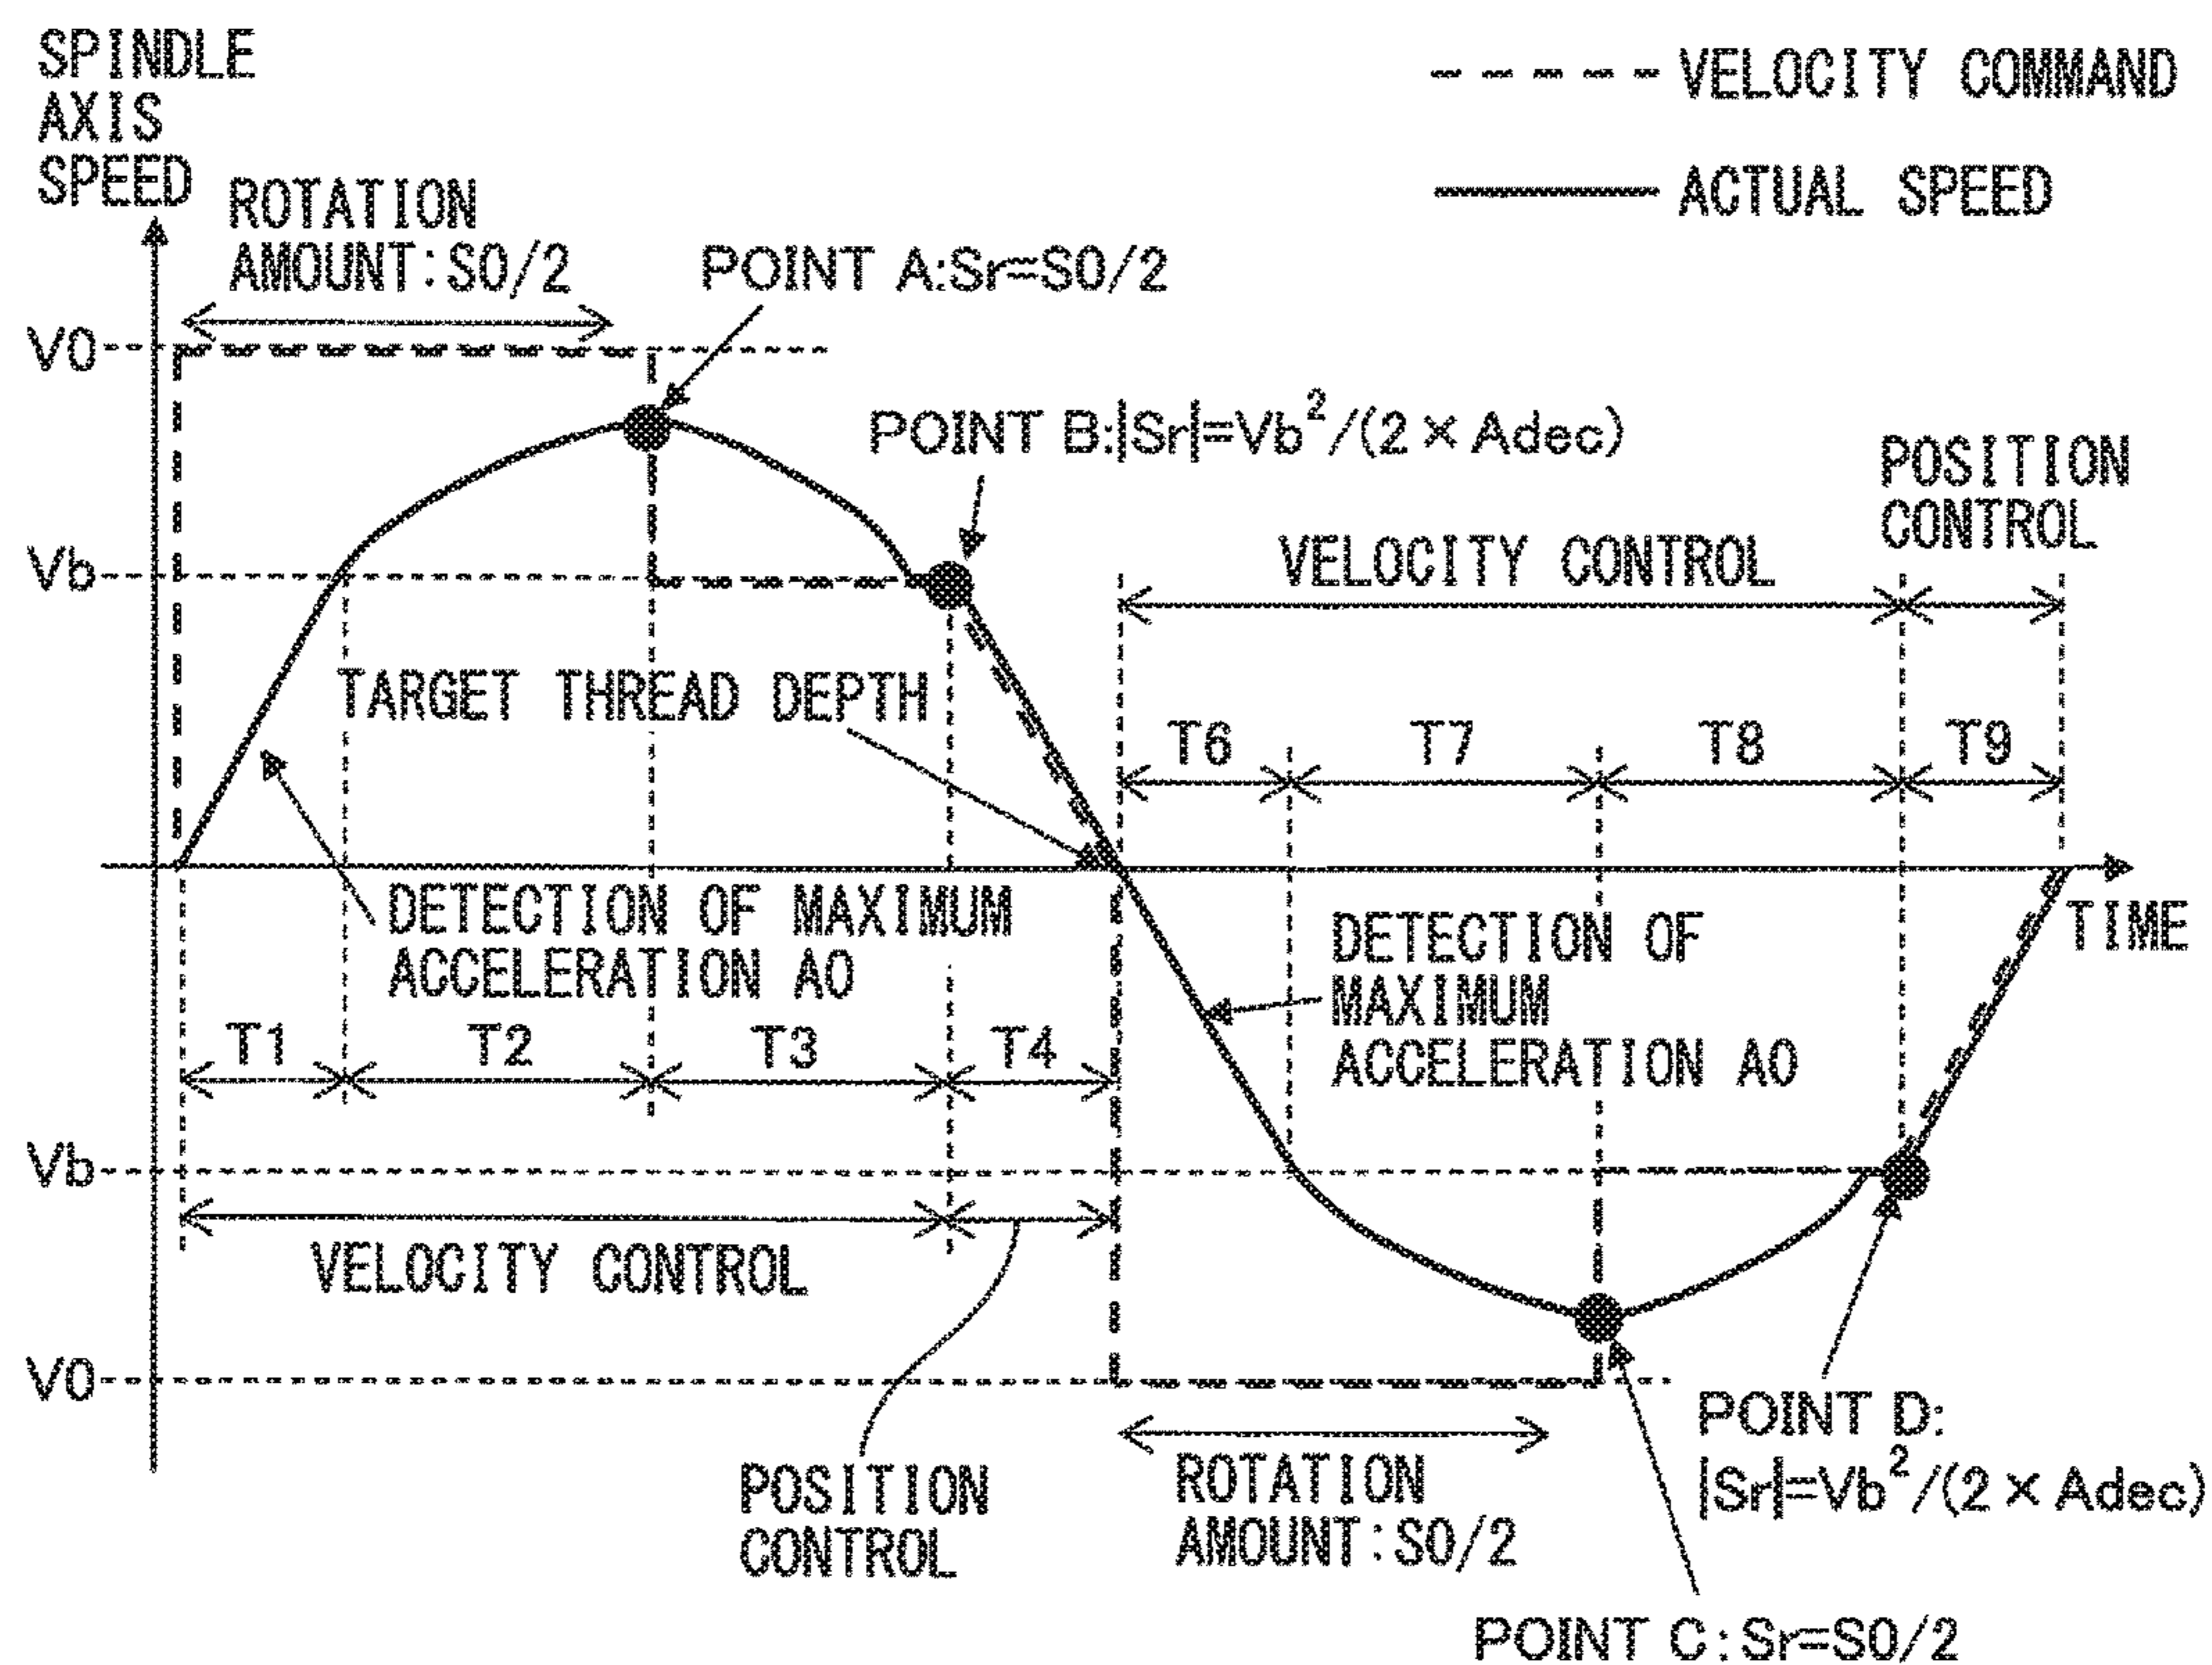 SPINDLE
AXIS
SPEED
VELOCITY COMMAND
ACTUAL SPEED
ROTATION
AMOUNT:S0/2
POINT A:Sr=S0/2
V0
POINT B:|Sr|=Vb²/(2×Adec)
POSITION
CONTROL
VELOCITY CONTROL
Vb
TARGET THREAD DEPTH
T6
T7
T8
T9
DETECTION OF MAXIMUM
ACCELERATION A0
TIME
DETECTION OF
MAXIMUM
ACCELERATION A0
T1
T2
T3
T4
Vb
VELOCITY CONTROL
V0
POSITION
CONTROL
ROTATION
AMOUNT:S0/2
POINT D:
|Sr|=Vb²/(2×Adec)
POINT C:Sr=S0/2